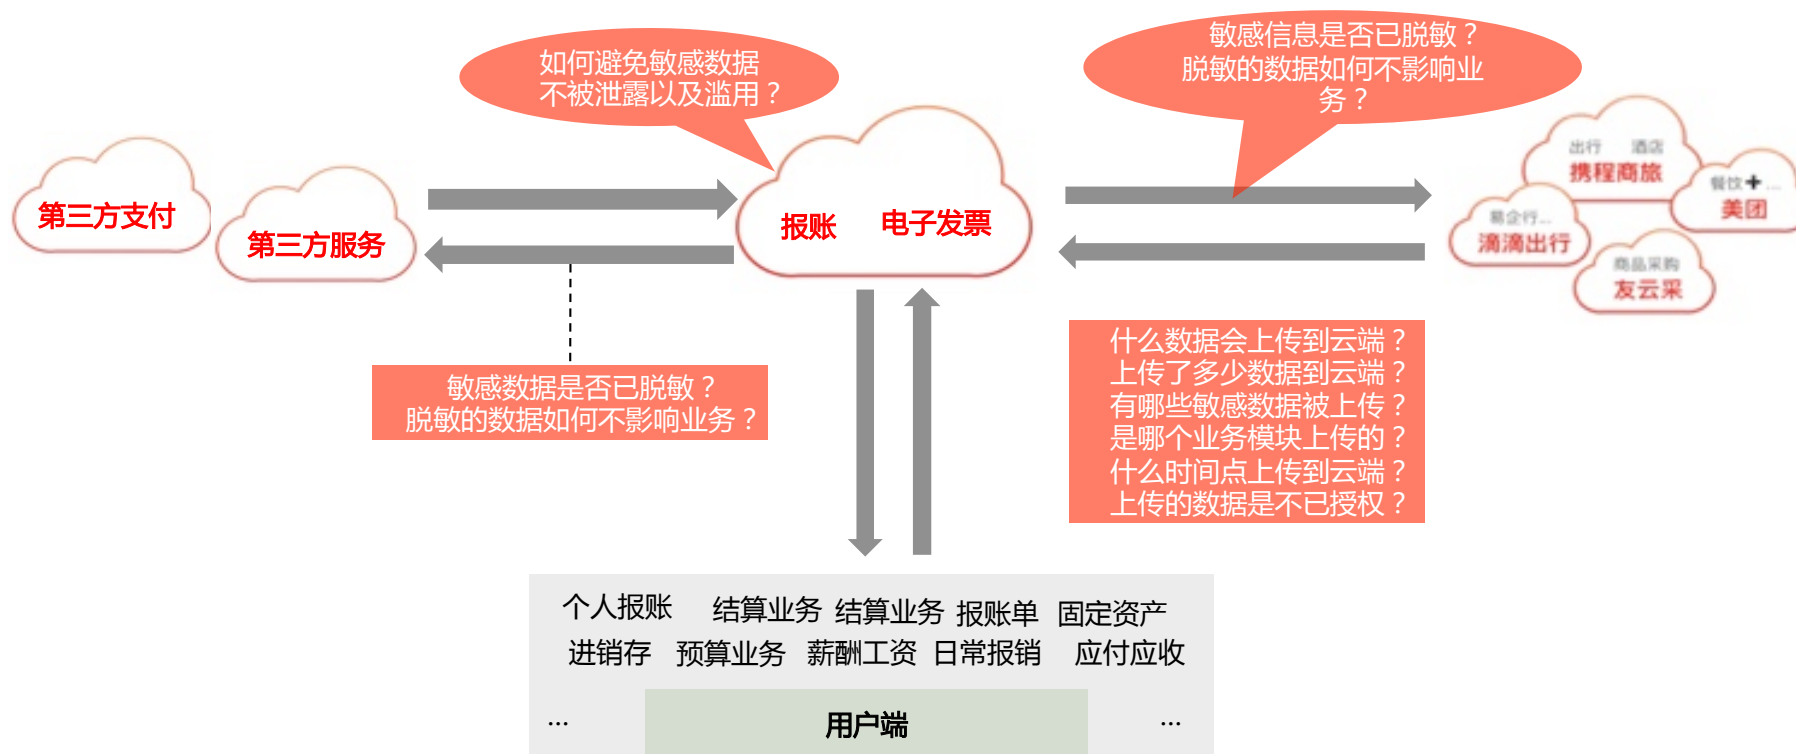 如何避免敏感数据
不被泄露以及滥用？
敏感信息是否已脱敏？
脱敏的数据如何不影响业
务？
第三方支付
第三方服务
报账
电子发票
出行 酒店
携程商旅
餐饮 ...
美团
易企行...
滴滴出行
商品采购
友云采
敏感数据是否已脱敏？
脱敏的数据如何不影响业务？
什么数据会上传到云端？
上传了多少数据到云端？
有哪些敏感数据被上传？
是哪个业务模块上传的？
什么时间点上传到云端？
上传的数据是不已授权？
个人报账 结算业务 结算业务 报账单 固定资产
进销存 预算业务 薪酬工资 日常报销 应付应收
... 用户端 ...